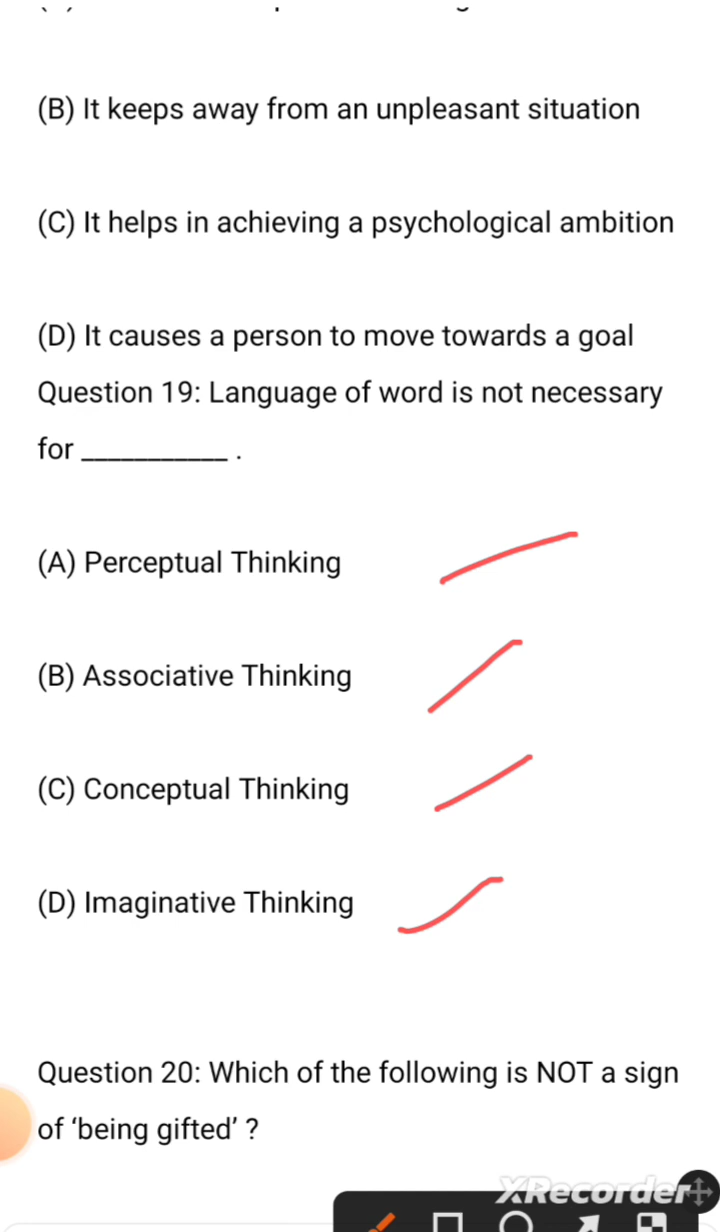 (B) It keeps away from an unpleasant situation
(C) It helps in achieving a psychological ambition
(D) It causes a person to move towards a goal
Question 19: Language of word is not necessary
for ___________ .
(A) Perceptual Thinking
(B) Associative Thinking
(C) Conceptual Thinking
(D) Imaginative Thinking
Question 20: Which of the following is NOT a sign
of ‘being gifted’ ?
XRecorder